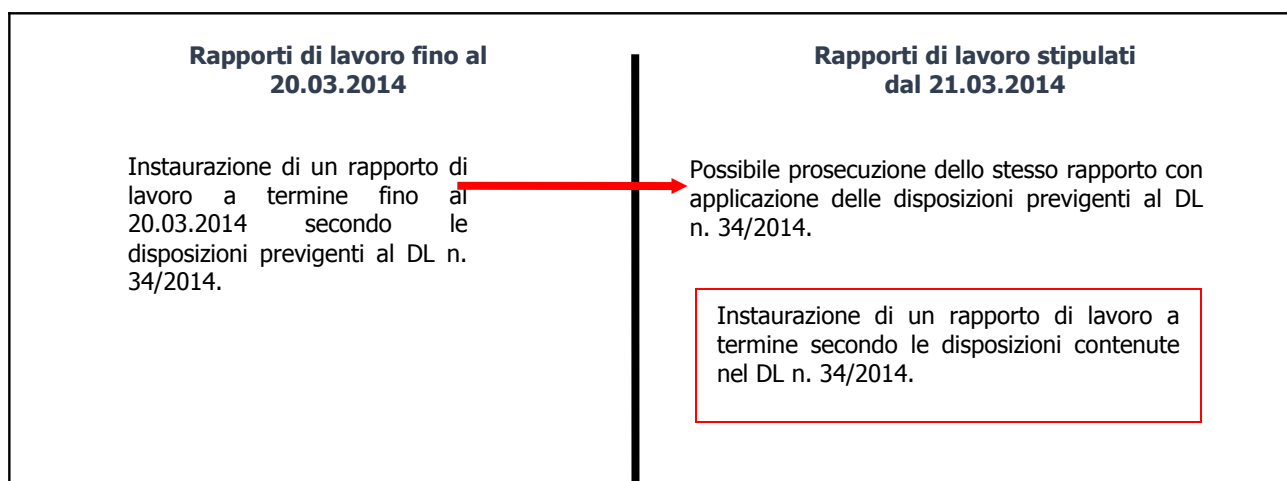 Rapporti di lavoro fino al
20.03.2014
Instaurazione di un rapporto di
lavoro a termine fino al
20.03.2014 secondo le
disposizioni previgenti al DL n.
34/2014.
Rapporti di lavoro stipulati
dal 21.03.2014
Possibile prosecuzione dello stesso rapporto con
applicazione delle disposizioni previgenti al DL
n. 34/2014.
Instaurazione di un rapporto di lavoro a
termine secondo le disposizioni contenute
nel DL n. 34/2014.